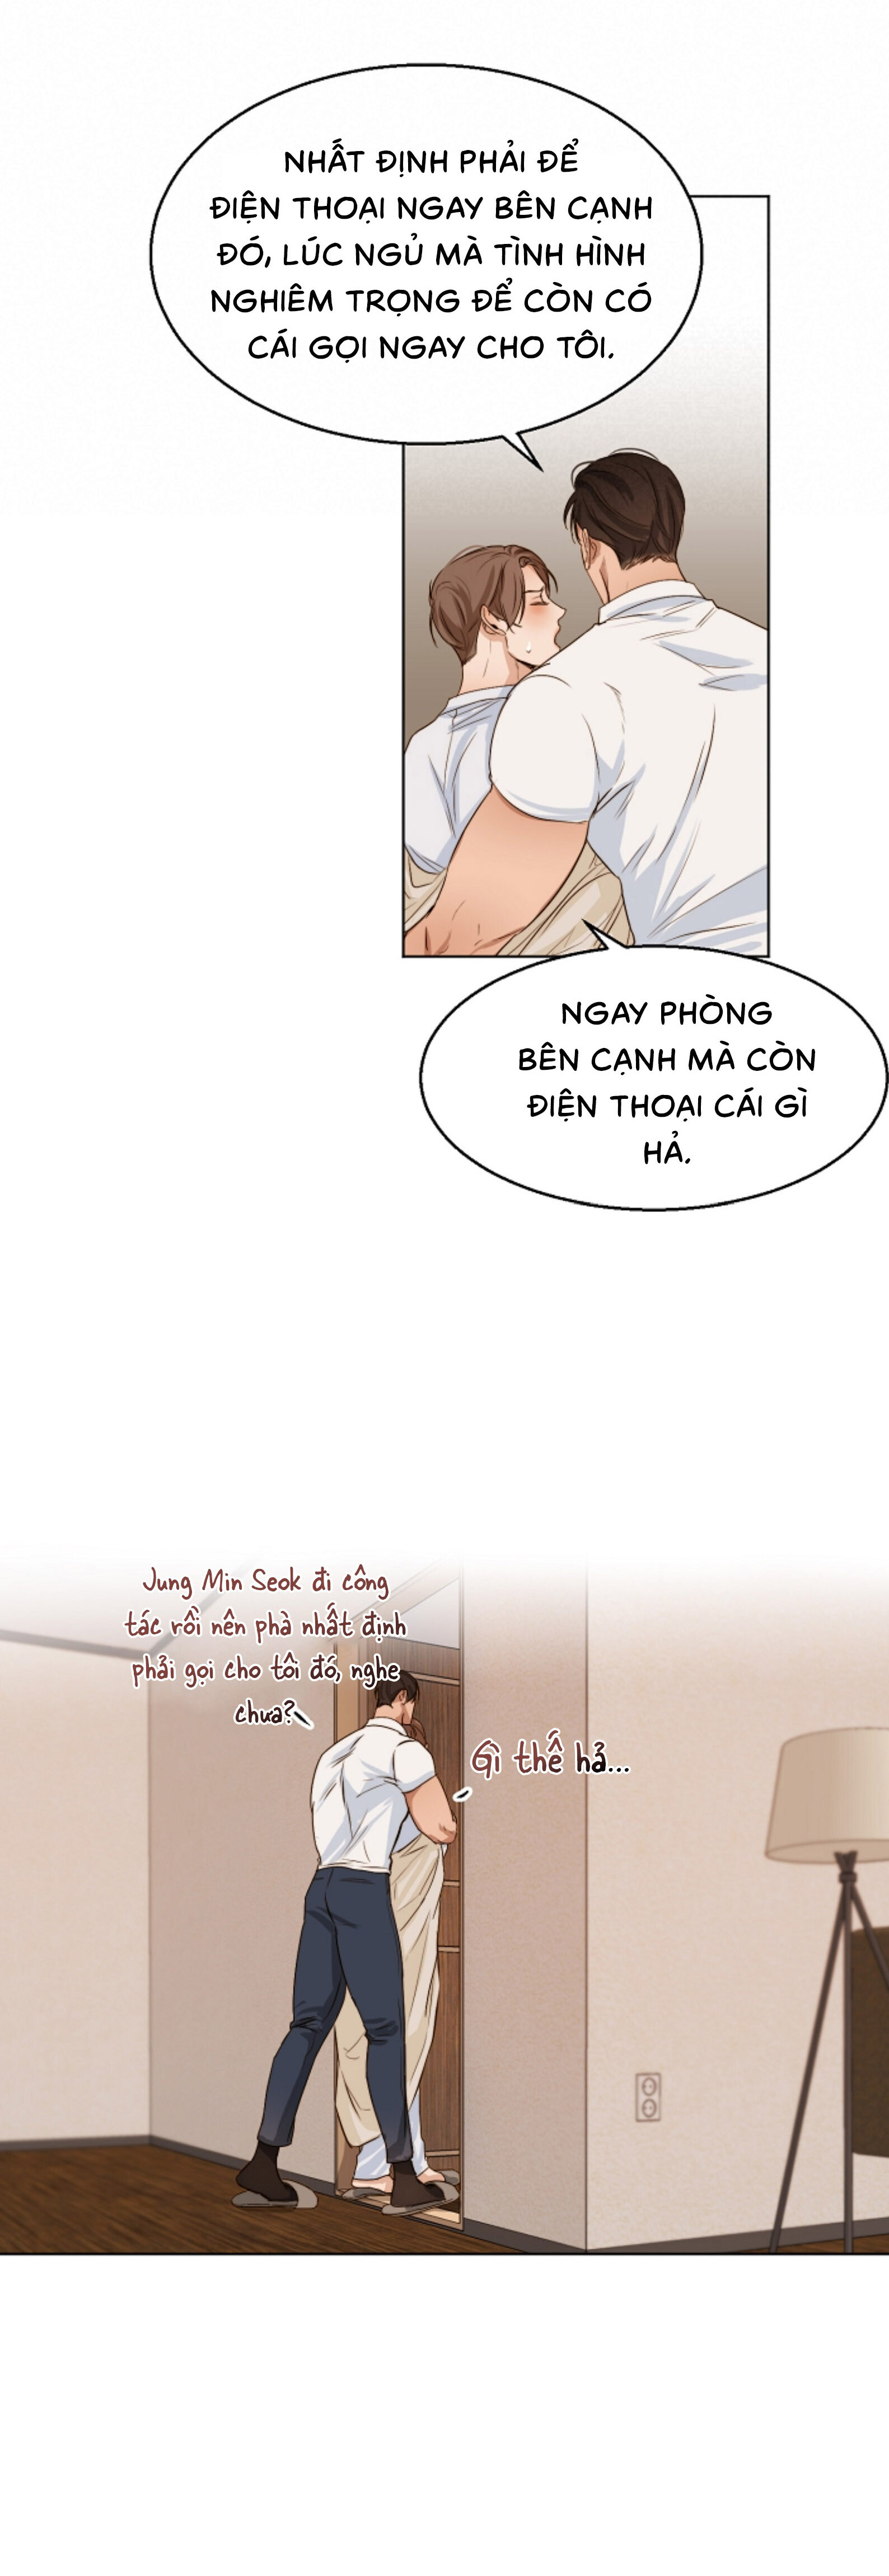 NHẤT ĐỊNH PHẢI ĐỂ
ĐIỆN THOẠI NGAY BÊN CẠNH
ĐÓ, LÚC NGỦ MÀ TÌNH HÌNH
NGHIÊM TRỌNG ĐỂ CÒN CÓ
CÁI GỌI NGAY CHO TÔI.
NGAY PHÒNG
BÊN CẠNH MÀ CÒN
ĐIỆN THOẠI CÁI GÌ
HẢ.
Jung Min Seok đi công
tác rồi nên phà nhất định
phải gọi cho tôi đó, nghe
chưa?
Gì thế hả...